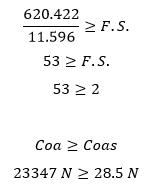 620.422
11.596 ≥ F.S.
53 ≥ F.S.
53 ≥ 2
Coa ≥ Coas
23347 N ≥ 28.5 N